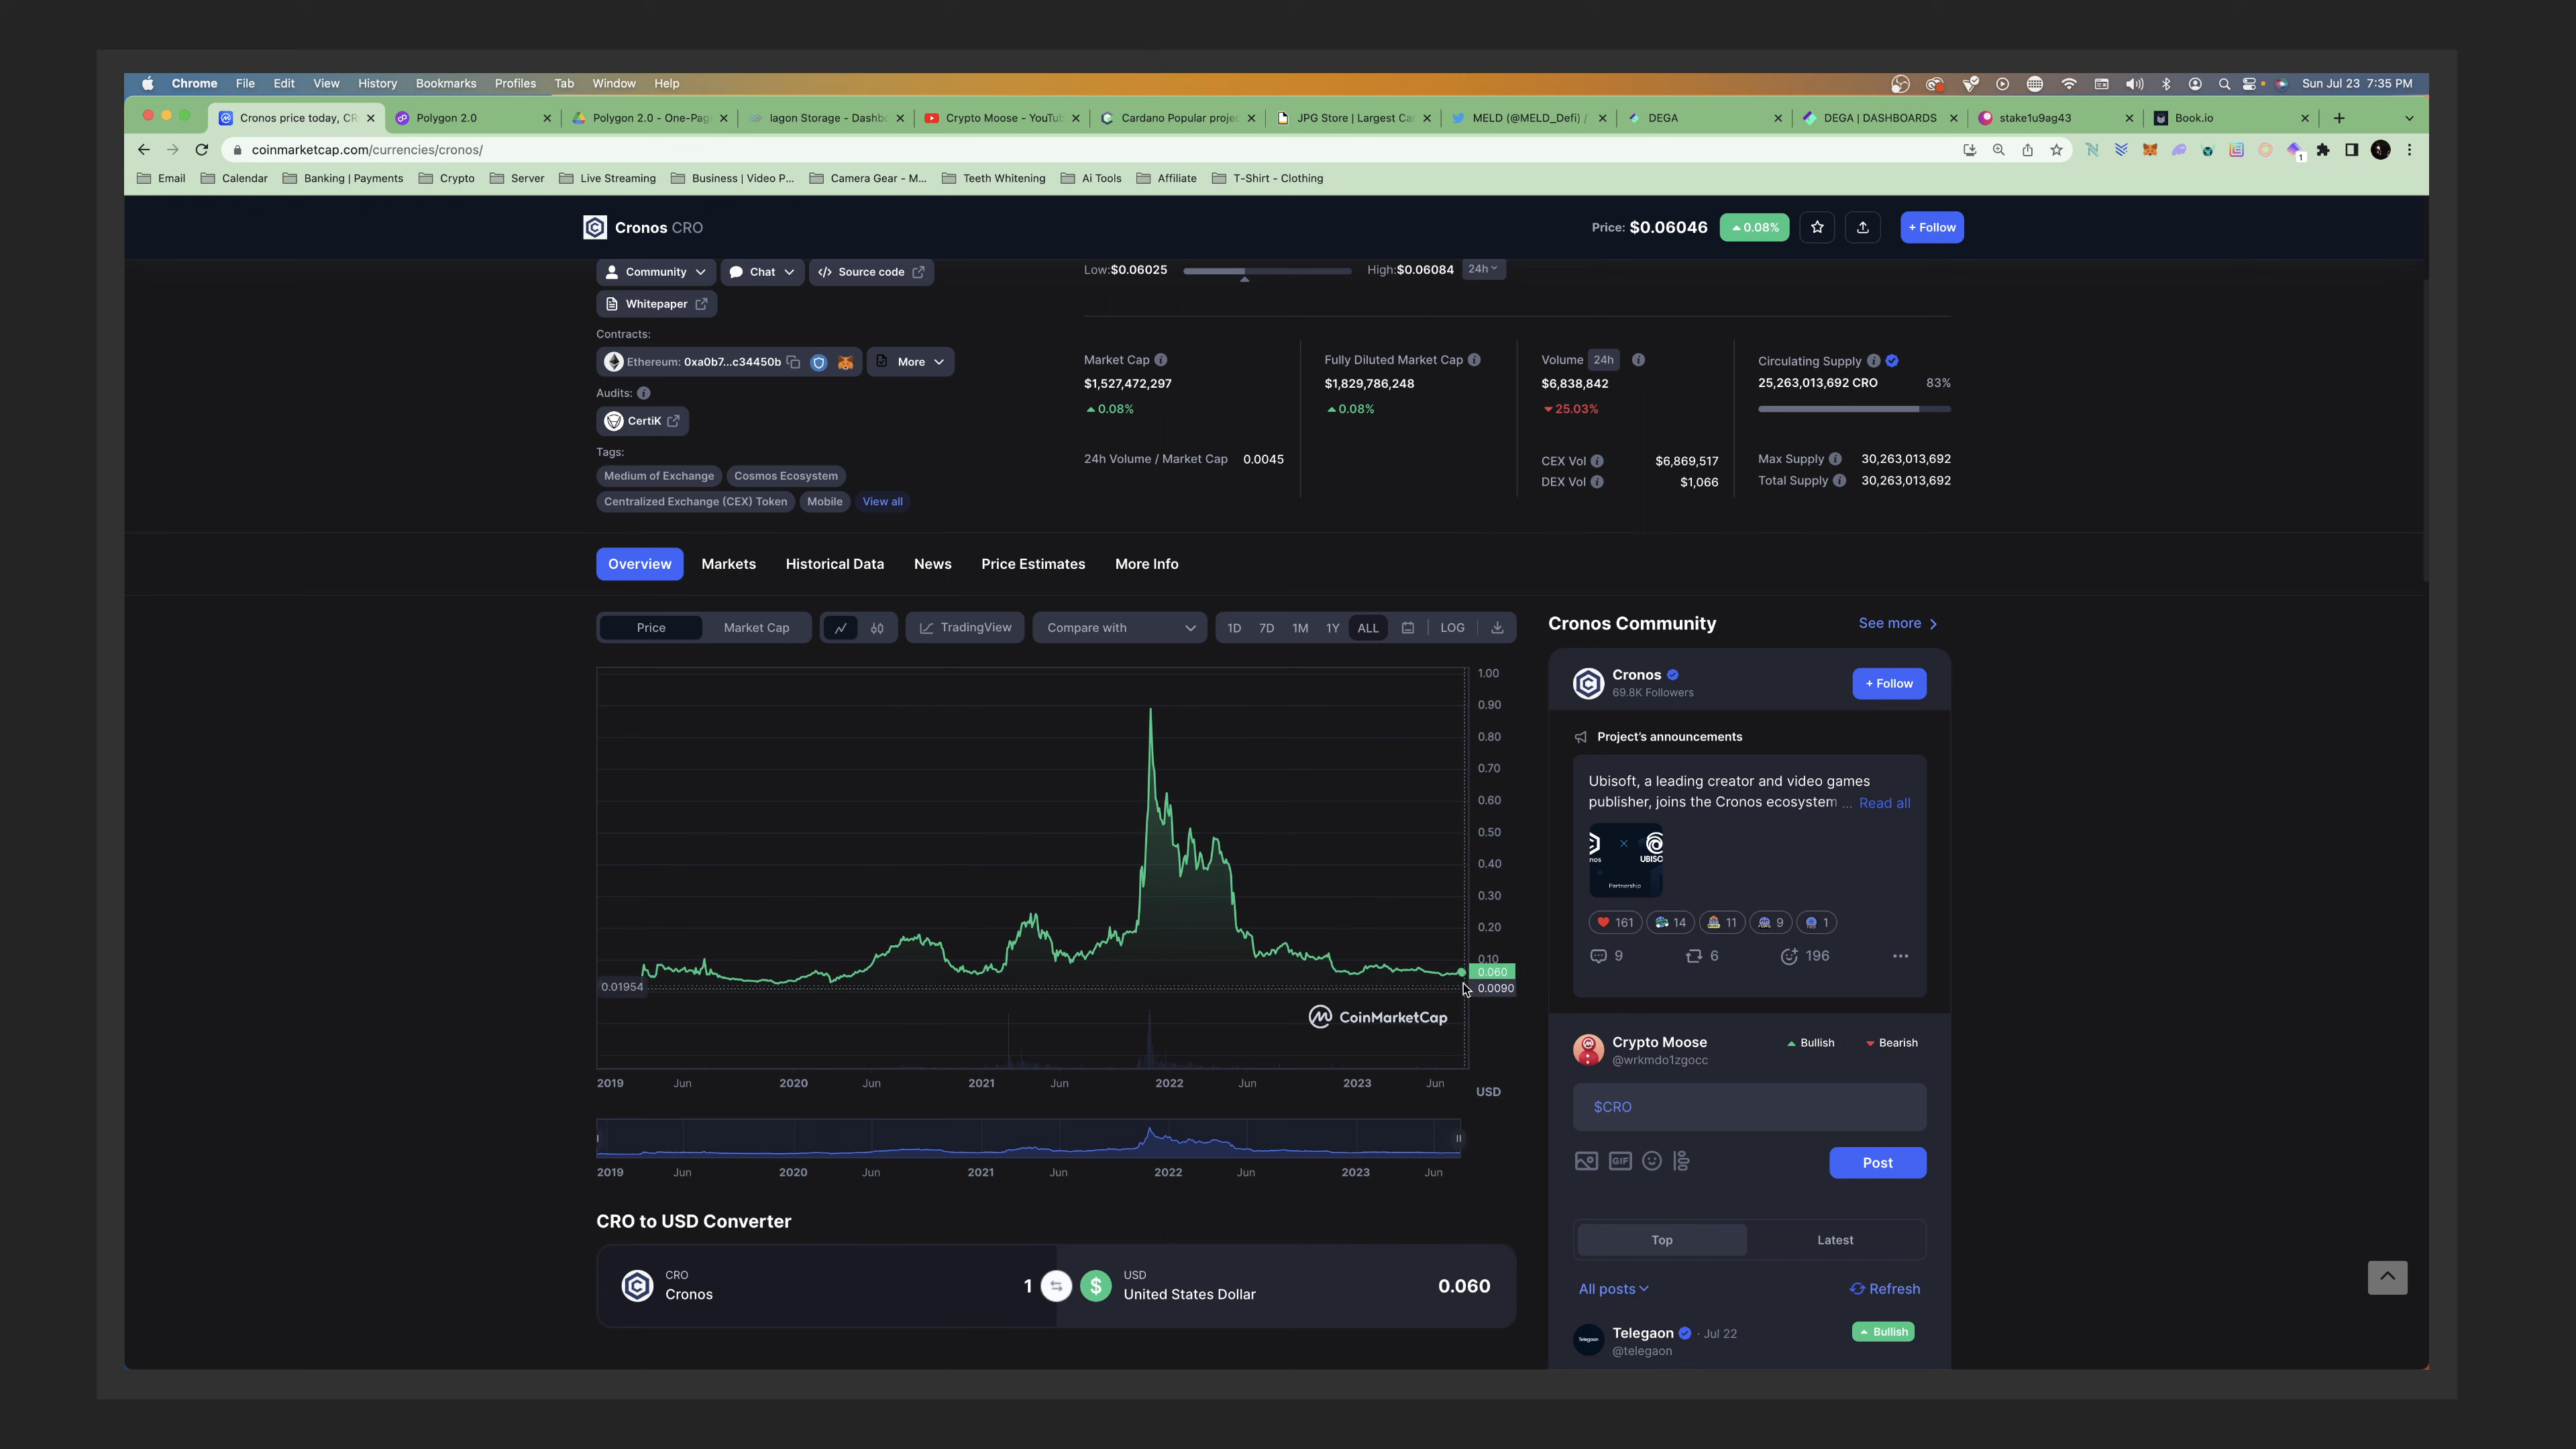 Chrome File Edit View History Bookmarks Profiles Tab Window Help Sun Jul 23 7:35 PM
Cronos price today, CR Polygon 2.0 Polygon 2.0 - One-Pag lagon Storage - Dashbo Crypto Moose - YouTu Cardano Popular projec JPG Store | Largest Ca MELD (@MELD_Defi) / DEGA DEGA | DASHBOARDS stake1u9ag43 Book.io
coinmarketcap.com/currencies/cronos/ 1
Email Calendar Banking | Payments Crypto Server Live Streaming Business | Video P... Camera Gear - M... Teeth Whitening Ai Tools Affiliate T-Shirt - Clothing
Cronos CRO Price: $0.06046 0.08% + Follow
Community Chat Source code
Low:$0.06025 High:$0.06084 24h
Whitepaper
Contracts:
Ethereum: 0xa0b7...c34450b More
Audits:
CertiK
Tags:
Medium of Exchange Cosmos Ecosystem
Centralized Exchange (CEX) Token Mobile View all
Market Cap
$1,527,472,297
0.08%
24h Volume / Market Cap 0.0045
Fully Diluted Market Cap
$1,829,786,248
0.08%
Volume 24h
$6,838,842
25.03%
CEX Vol $6,869,517
DEX Vol $1,066
Circulating Supply
25,263,013,692 CRO 83%
Max Supply 30,263,013,692
Total Supply 30,263,013,692
Overview Markets Historical Data News Price Estimates More Info
Price Market Cap TradingView Compare with 1D 7D 1M 1Y ALL LOG
1.00
0.90
0.80
0.70
0.60
0.50
0.40
0.30
0.20
0.10
0.060
0.01954 0.0090
CoinMarketCap
2019 Jun 2020 Jun 2021 Jun 2022 Jun 2023 Jun
USD
2019 Jun 2020 Jun 2021 Jun 2022 Jun 2023 Jun
CRO to USD Converter
CRO
Cronos
1
USD
United States Dollar
0.060
Cronos Community See more
Cronos
69.8K Followers
+ Follow
Project's announcements
Ubisoft, a leading creator and video games
publisher, joins the Cronos ecosystem ... Read all
nos UBISO
Partnership
161 14 11 9 1
9 6 196
Crypto Moose Bullish Bearish
@wrkmdo1zgocc
$CRO
GIF Post
Top Latest
All posts Refresh
Telegaon · Jul 22 Bullish
@telegaon